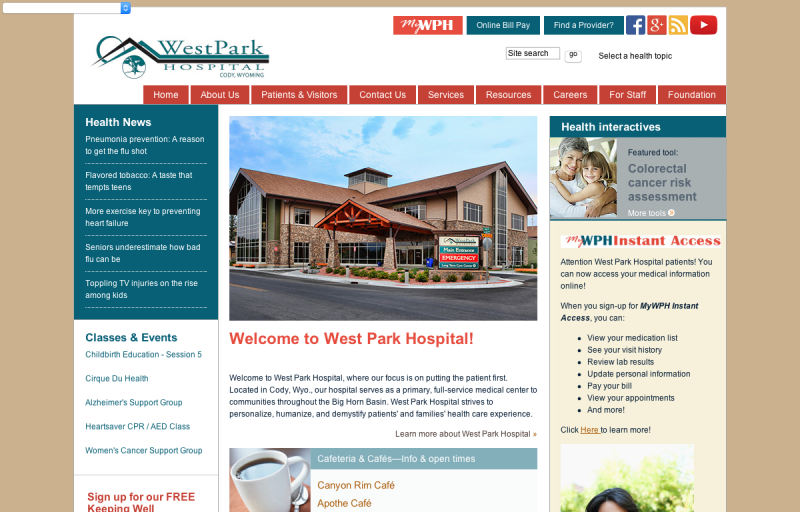 MyWPH
Online Bill Pay
Find a Provider?
WestPark
HOSPITAL
CODY, WYOMING
Site search
go
Select a health topic
Home
About Us
Patients & Visitors
Contact Us
Services
Resources
Careers
For Staff
Foundation
Health News
Pneumonia prevention: A reason
to get the flu shot
Flavored tobacco: A taste that
tempts teens
More exercise key to preventing
heart failure
Seniors underestimate how bad
flu can be
Toppling TV injuries on the rise
among kids
Classes & Events
Childbirth Education - Session 5
Cirque Du Health
Alzheimer's Support Group
Heartsaver CPR / AED Class
Women's Cancer Support Group
Sign up for our FREE
Keeping Well
WestPark
Main Entrance
EMERGENCY
Welcome to West Park Hospital!
Welcome to West Park Hospital, where our focus is on putting the patient first.
Located in Cody, Wyo., our hospital serves as a primary, full-service medical center to
communities throughout the Big Horn Basin. West Park Hospital strives to
personalize, humanize, and demystify patients' and families' health care experience.
Learn more about West Park Hospital »
Cafeteria & Cafés—Info & open times
Canyon Rim Café
Apothe Café
Health interactives
Featured tool:
Colorectal
cancer risk
assessment
More tools
MyWPH Instant Access
Attention West Park Hospital patients! You
can now access your medical information
online!
When you sign-up for MyWPH Instant
Access, you can:
• View your medication list
• See your visit history
• Review lab results
• Update personal information
• Pay your bill
• View your appointments
• And more!
Click Here to learn more!